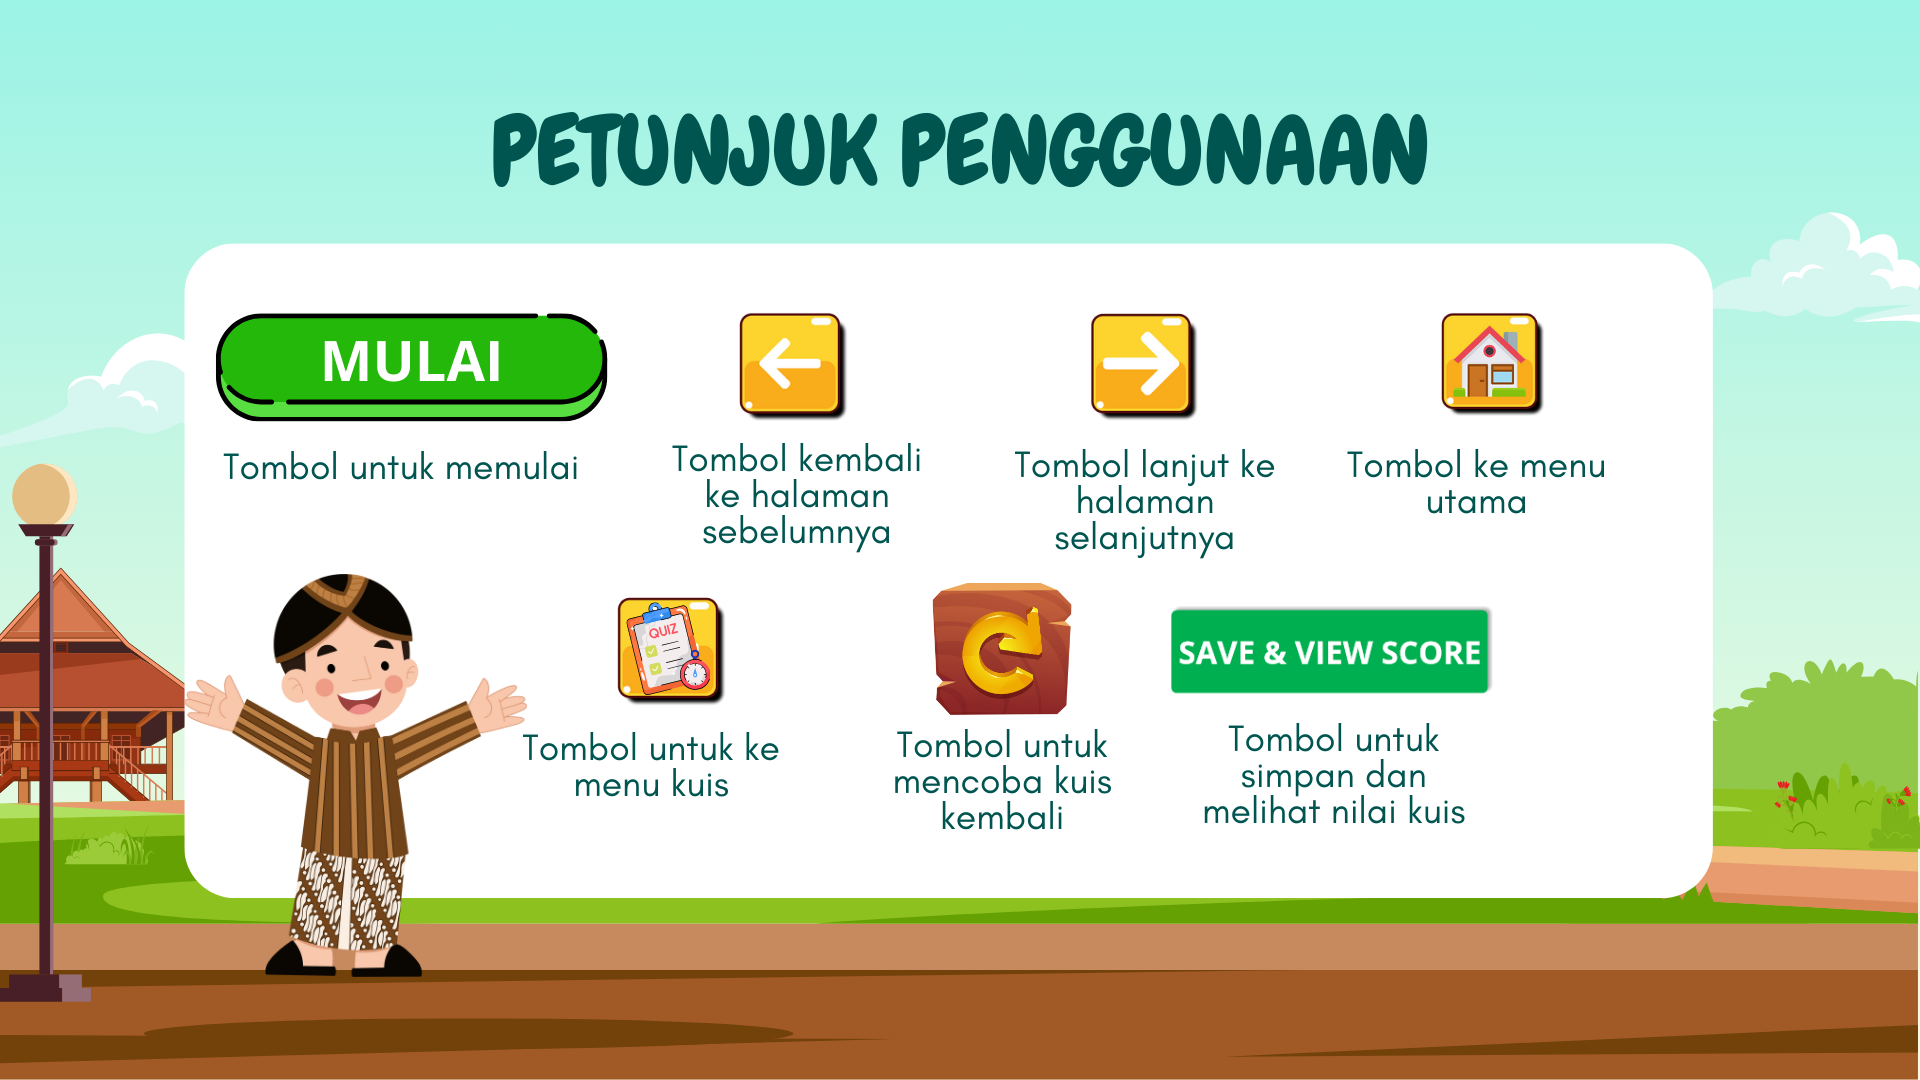 PETUNJUK PENGGUNAAN
MULAI
Tombol untuk memulai
Tombol kembali
ke halaman
sebelumnya
Tombol lanjut ke
halaman
selanjutnya
Tombol ke menu
utama
QUIZ
Tombol untuk ke
menu kuis
Tombol untuk
mencoba kuis
kembali
SAVE & VIEW SCORE
Tombol untuk
simpan dan
melihat nilai kuis